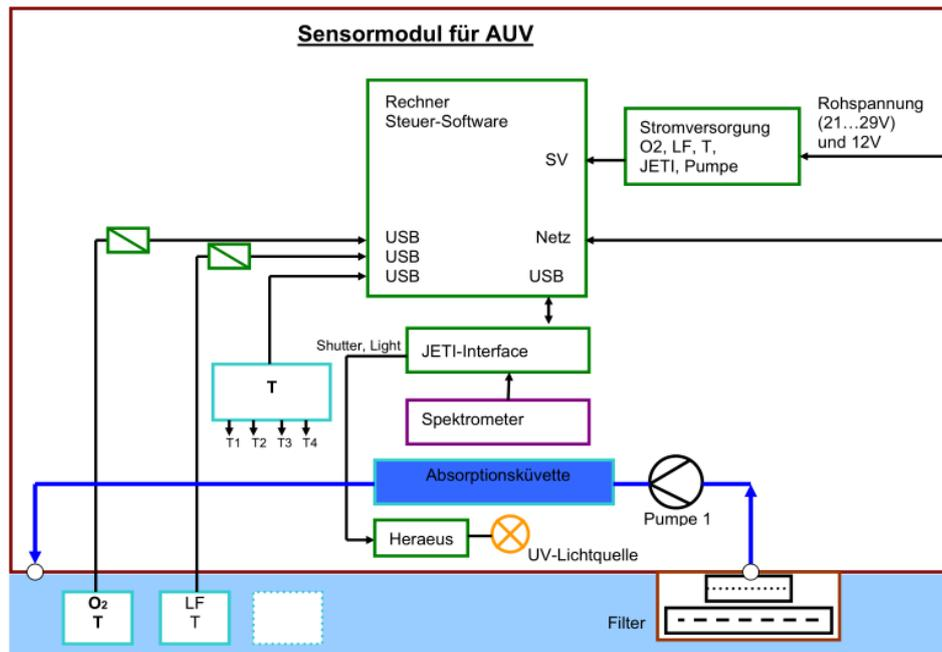 Sensormodul für AUV
Rechner
Steuer-Software
SV
Stromversorgung
O2, LF, T,
JETI, Pumpe
Rohspannung
(21…29V)
und 12V
USB
USB
USB
Netz
USB
Shutter, Light
JETI-Interface
T
T1 T2 T3 T4
Spektrometer
Absorptionsküvette
Pumpe 1
Heraeus
UV-Lichtquelle
O2
T
LF
T
Filter